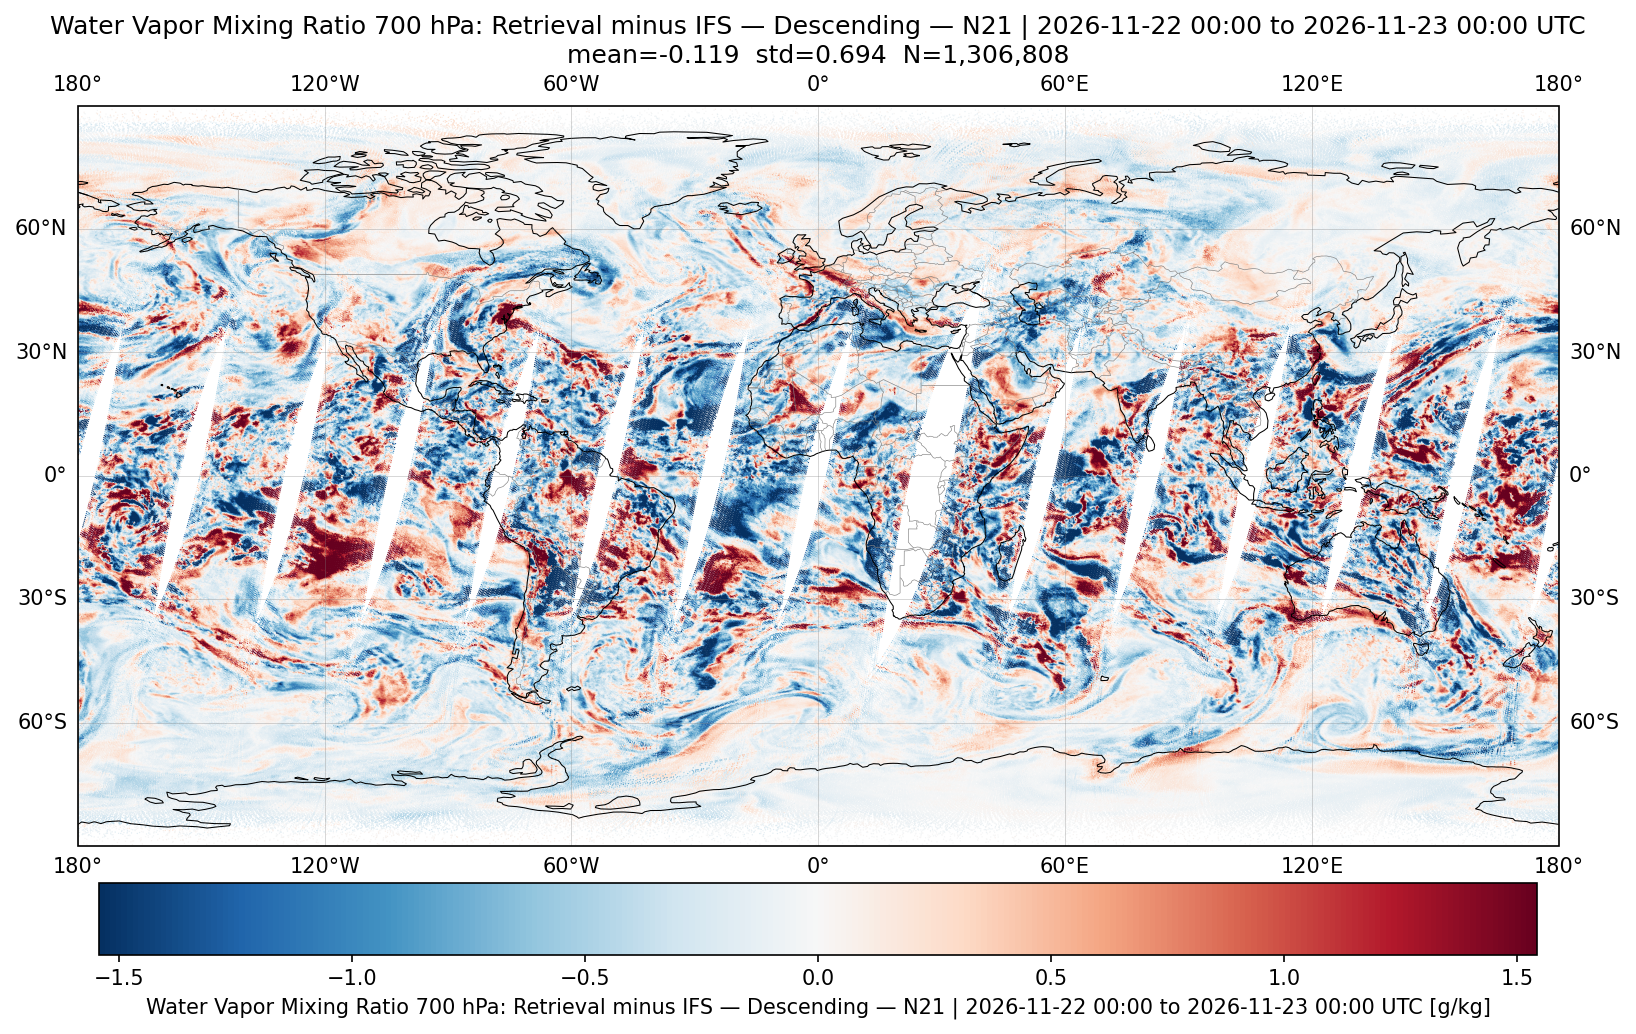 Water Vapor Mixing Ratio 700 hPa: Retrieval minus IFS — Descending — N21 | 2026-11-22 00:00 to 2026-11-23 00:00 UTC
mean=-0.119  std=0.694  N=1,306,808
180° 120°W 60°W 0° 60°E 120°E 180°
60°N 60°N
30°N 30°N
0° 0°
30°S 30°S
60°S 60°S
180° 120°W 60°W 0° 60°E 120°E 180°
−1.5 −1.0 −0.5 0.0 0.5 1.0 1.5
Water Vapor Mixing Ratio 700 hPa: Retrieval minus IFS — Descending — N21 | 2026-11-22 00:00 to 2026-11-23 00:00 UTC [g/kg]